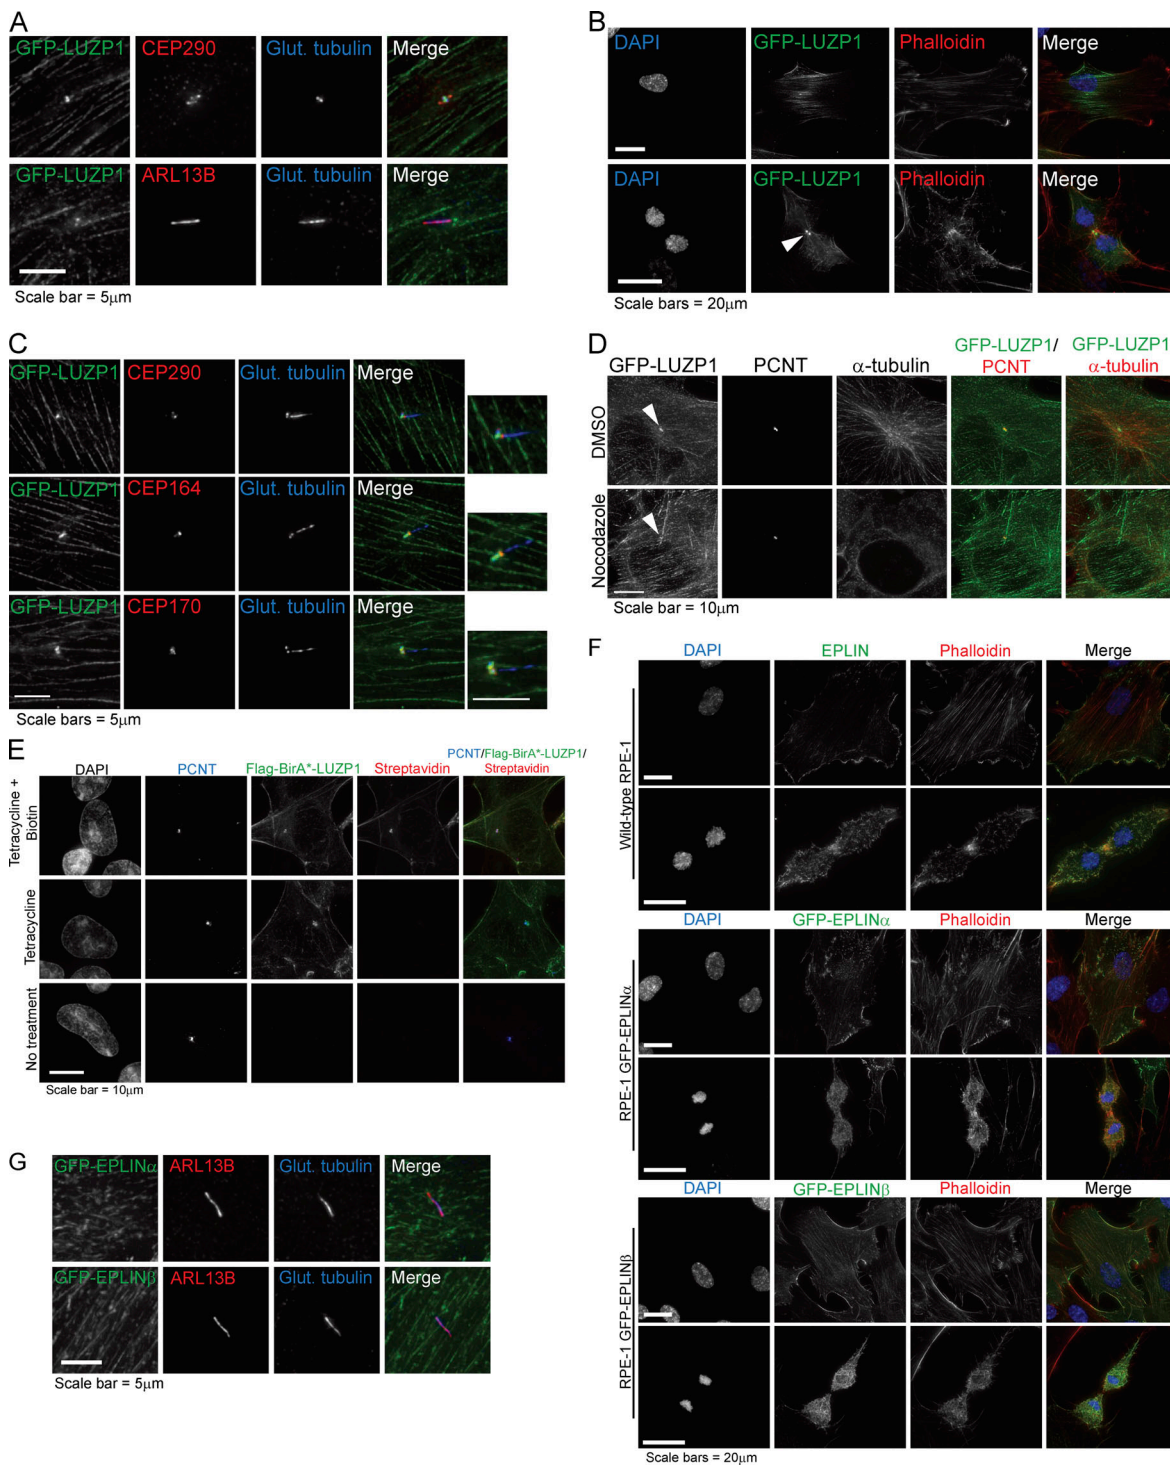 A
GFP-LUZP1 CEP290 Glut. tubulin Merge
GFP-LUZP1 ARL13B Glut. tubulin Merge
Scale bar = 5μm
B
DAPI GFP-LUZP1 Phalloidin Merge
DAPI GFP-LUZP1 Phalloidin Merge
Scale bars = 20μm
C
GFP-LUZP1 CEP290 Glut. tubulin Merge
GFP-LUZP1 CEP164 Glut. tubulin Merge
GFP-LUZP1 CEP170 Glut. tubulin Merge
Scale bars = 5μm
D
GFP-LUZP1 PCNT α-tubulin GFP-LUZP1/ PCNT GFP-LUZP1 α-tubulin
DMSO
Nocodazole
Scale bar = 10μm
E
DAPI PCNT Flag-BirA*-LUZP1 Streptavidin PCNT/Flag-BirA*-LUZP1/ Streptavidin
Tetracycline + Biotin
Tetracycline
No treatment
Scale bar = 10μm
F
DAPI EPLIN Phalloidin Merge
Wild-type RPE-1
DAPI GFP-EPLINα Phalloidin Merge
RPE-1 GFP-EPLINα
DAPI GFP-EPLINβ Phalloidin Merge
RPE-1 GFP-EPLINβ
Scale bars = 20μm
G
GFP-EPLINα ARL13B Glut. tubulin Merge
GFP-EPLINβ ARL13B Glut. tubulin Merge
Scale bar = 5μm